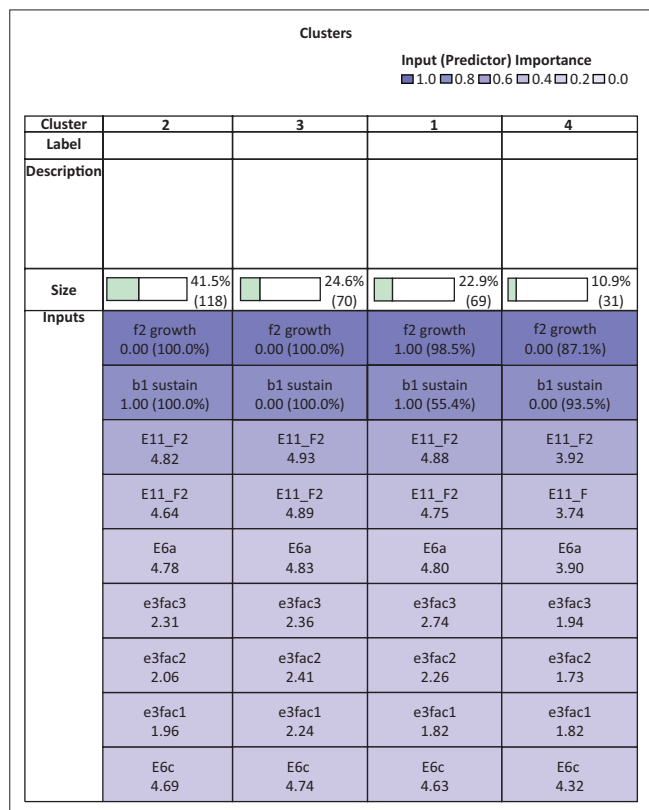 Clusters
Input (Predictor) Importance
1.0 0.8 0.6 0.4 0.2 0.0
Cluster 2 3 1 4
Label
Description
Size 41.5% (118) 24.6% (70) 22.9% (69) 10.9% (31)
Inputs
f2 growth f2 growth f2 growth f2 growth
0.00 (100.0%) 0.00 (100.0%) 1.00 (98.5%) 0.00 (87.1%)
b1 sustain b1 sustain b1 sustain b1 sustain
1.00 (100.0%) 0.00 (100.0%) 1.00 (55.4%) 0.00 (93.5%)
E11_F2 E11_F2 E11_F2 E11_F2
4.82 4.93 4.88 3.92
E11_F2 E11_F2 E11_F2 E11_F
4.64 4.89 4.75 3.74
E6a E6a E6a E6a
4.78 4.83 4.80 3.90
e3fac3 e3fac3 e3fac3 e3fac3
2.31 2.36 2.74 1.94
e3fac2 e3fac2 e3fac2 e3fac2
2.06 2.41 2.26 1.73
e3fac1 e3fac1 e3fac1 e3fac1
1.96 2.24 1.82 1.82
E6c E6c E6c E6c
4.69 4.74 4.63 4.32